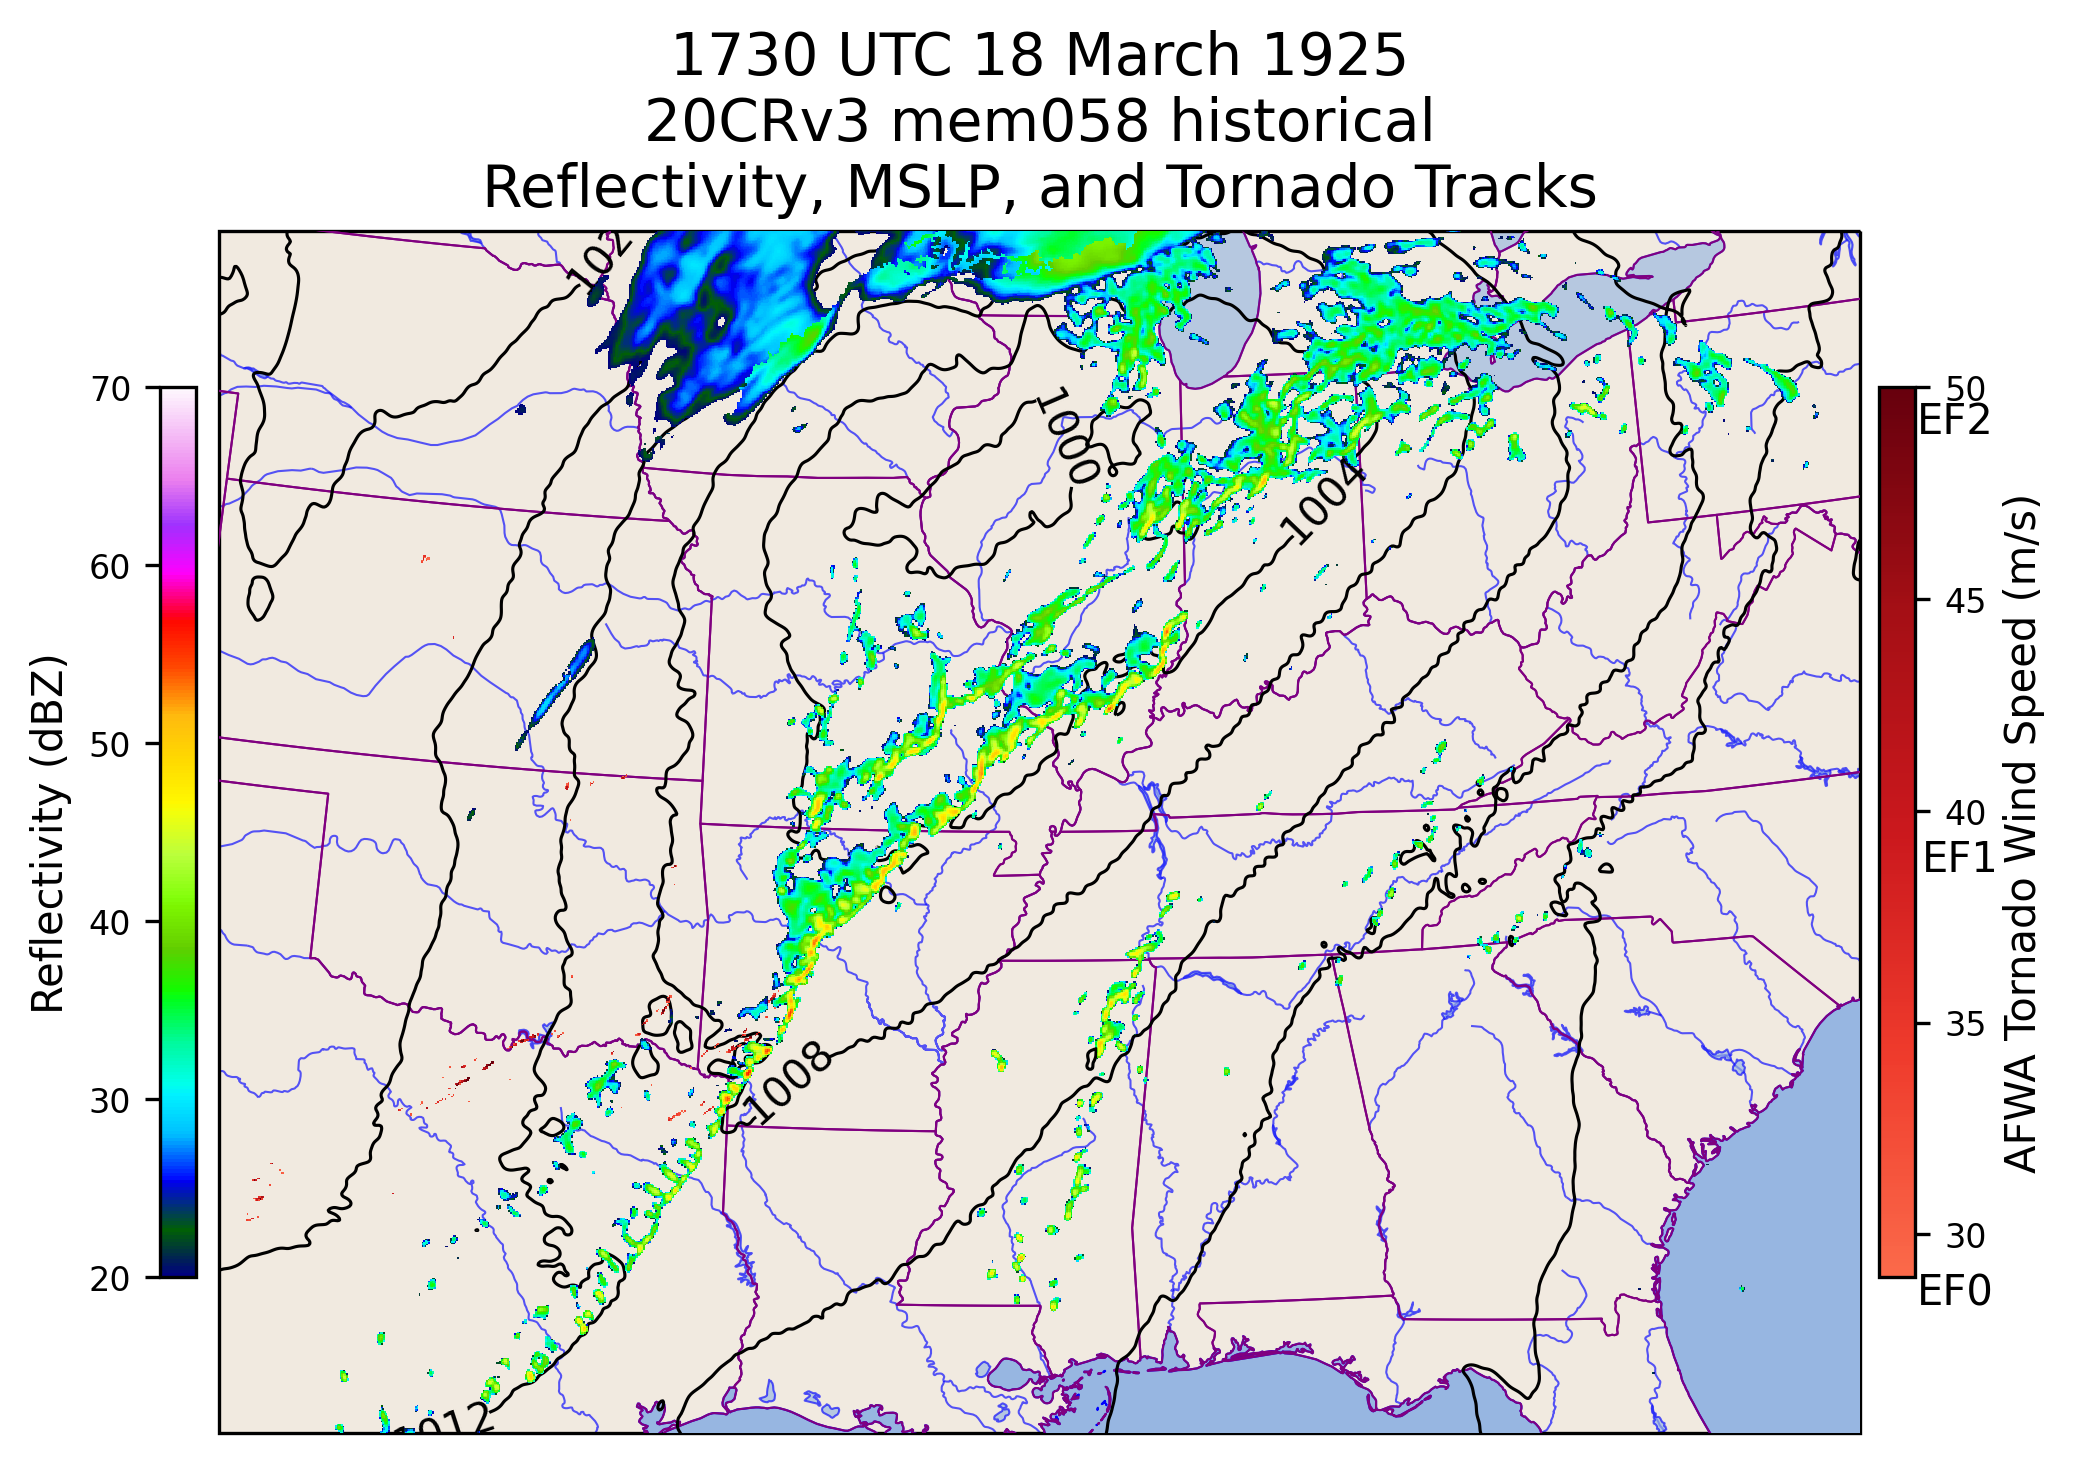 1730 UTC 18 March 1925
20CRv3 mem058 historical
Reflectivity, MSLP, and Tornado Tracks
1000
1004
1008
1012
70
60
50
40
30
20
Reflectivity (dBZ)
50
EF2
45
40
EF1
35
30
EF0
AFWA Tornado Wind Speed (m/s)